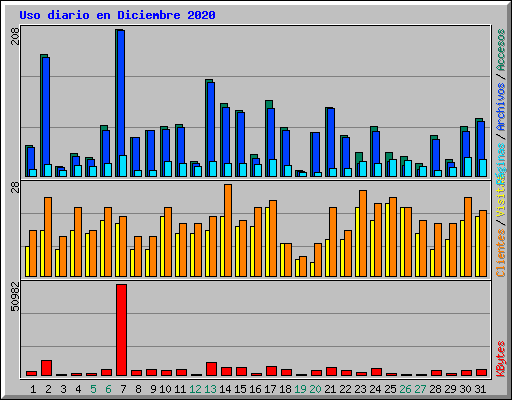 Uso diario en Diciembre 2020
208
28
50982
Clientes / Visitas
Páginas / Archivos / Accesos
KBytes
1 2 3 4 5 6 7 8 9 10 11 12 13 14 15 16 17 18 19 20 21 22 23 24 25 26 27 28 29 30 31